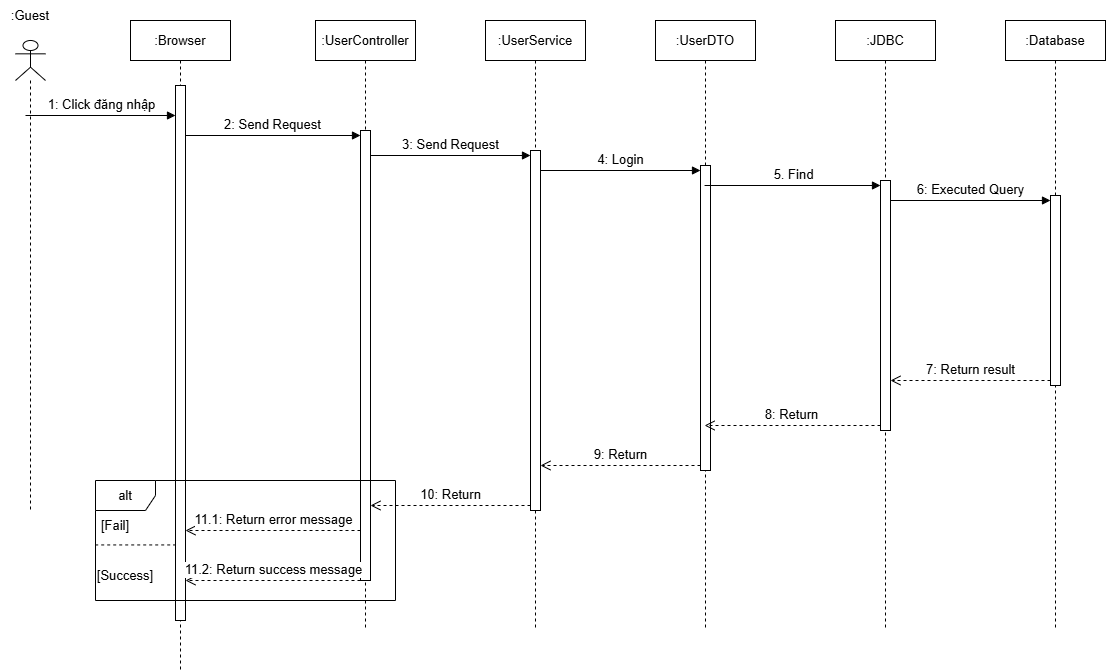 :Guest
:Browser
:UserController
:UserService
:UserDTO
:JDBC
:Database
1: Click đăng nhập
2: Send Request
3: Send Request
4: Login
5. Find
6: Executed Query
7: Return result
8: Return
9: Return
10: Return
alt
[Fail]
11.1: Return error message
[Success]
11.2: Return success message